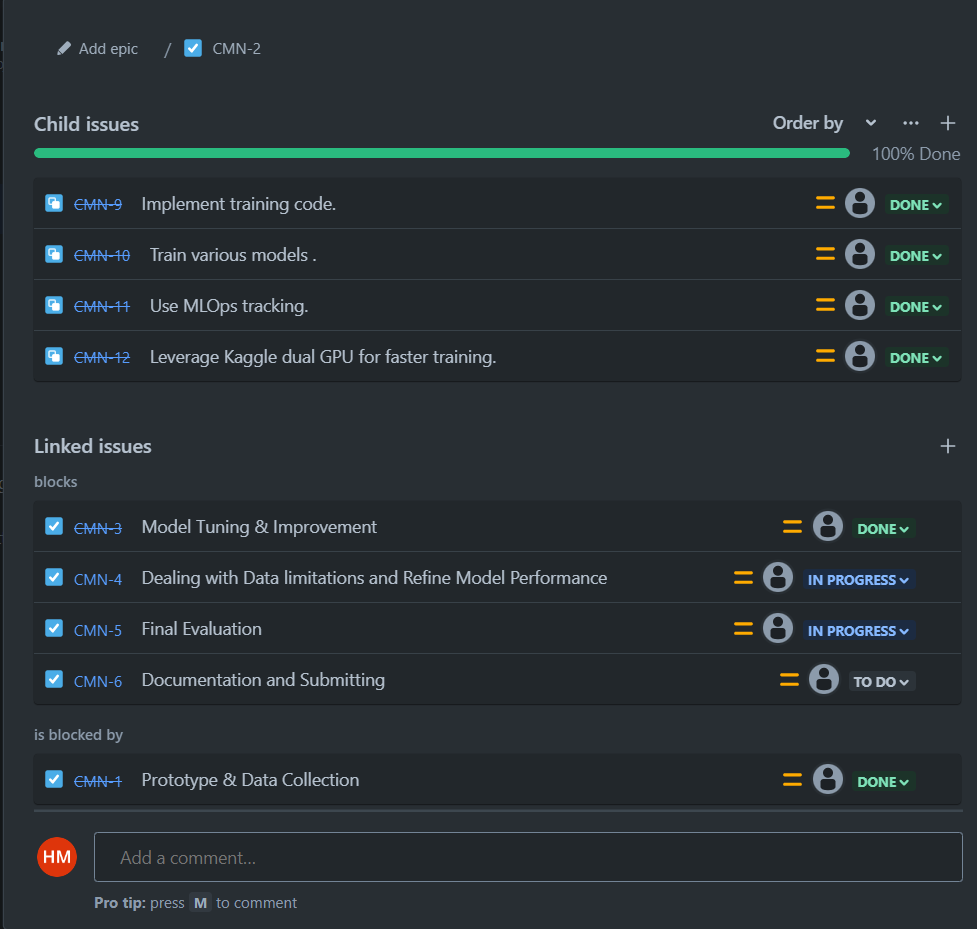 Add epic / CMN-2
Child issues Order by
100% Done
CMN-9 Implement training code. DONE
CMN-10 Train various models . DONE
CMN-11 Use MLOps tracking. DONE
CMN-12 Leverage Kaggle dual GPU for faster training. DONE
Linked issues
blocks
CMN-3 Model Tuning & Improvement DONE
CMN-4 Dealing with Data limitations and Refine Model Performance IN PROGRESS
CMN-5 Final Evaluation IN PROGRESS
CMN-6 Documentation and Submitting TO DO
is blocked by
CMN-1 Prototype & Data Collection DONE
HM Add a comment...
Pro tip: press M to comment